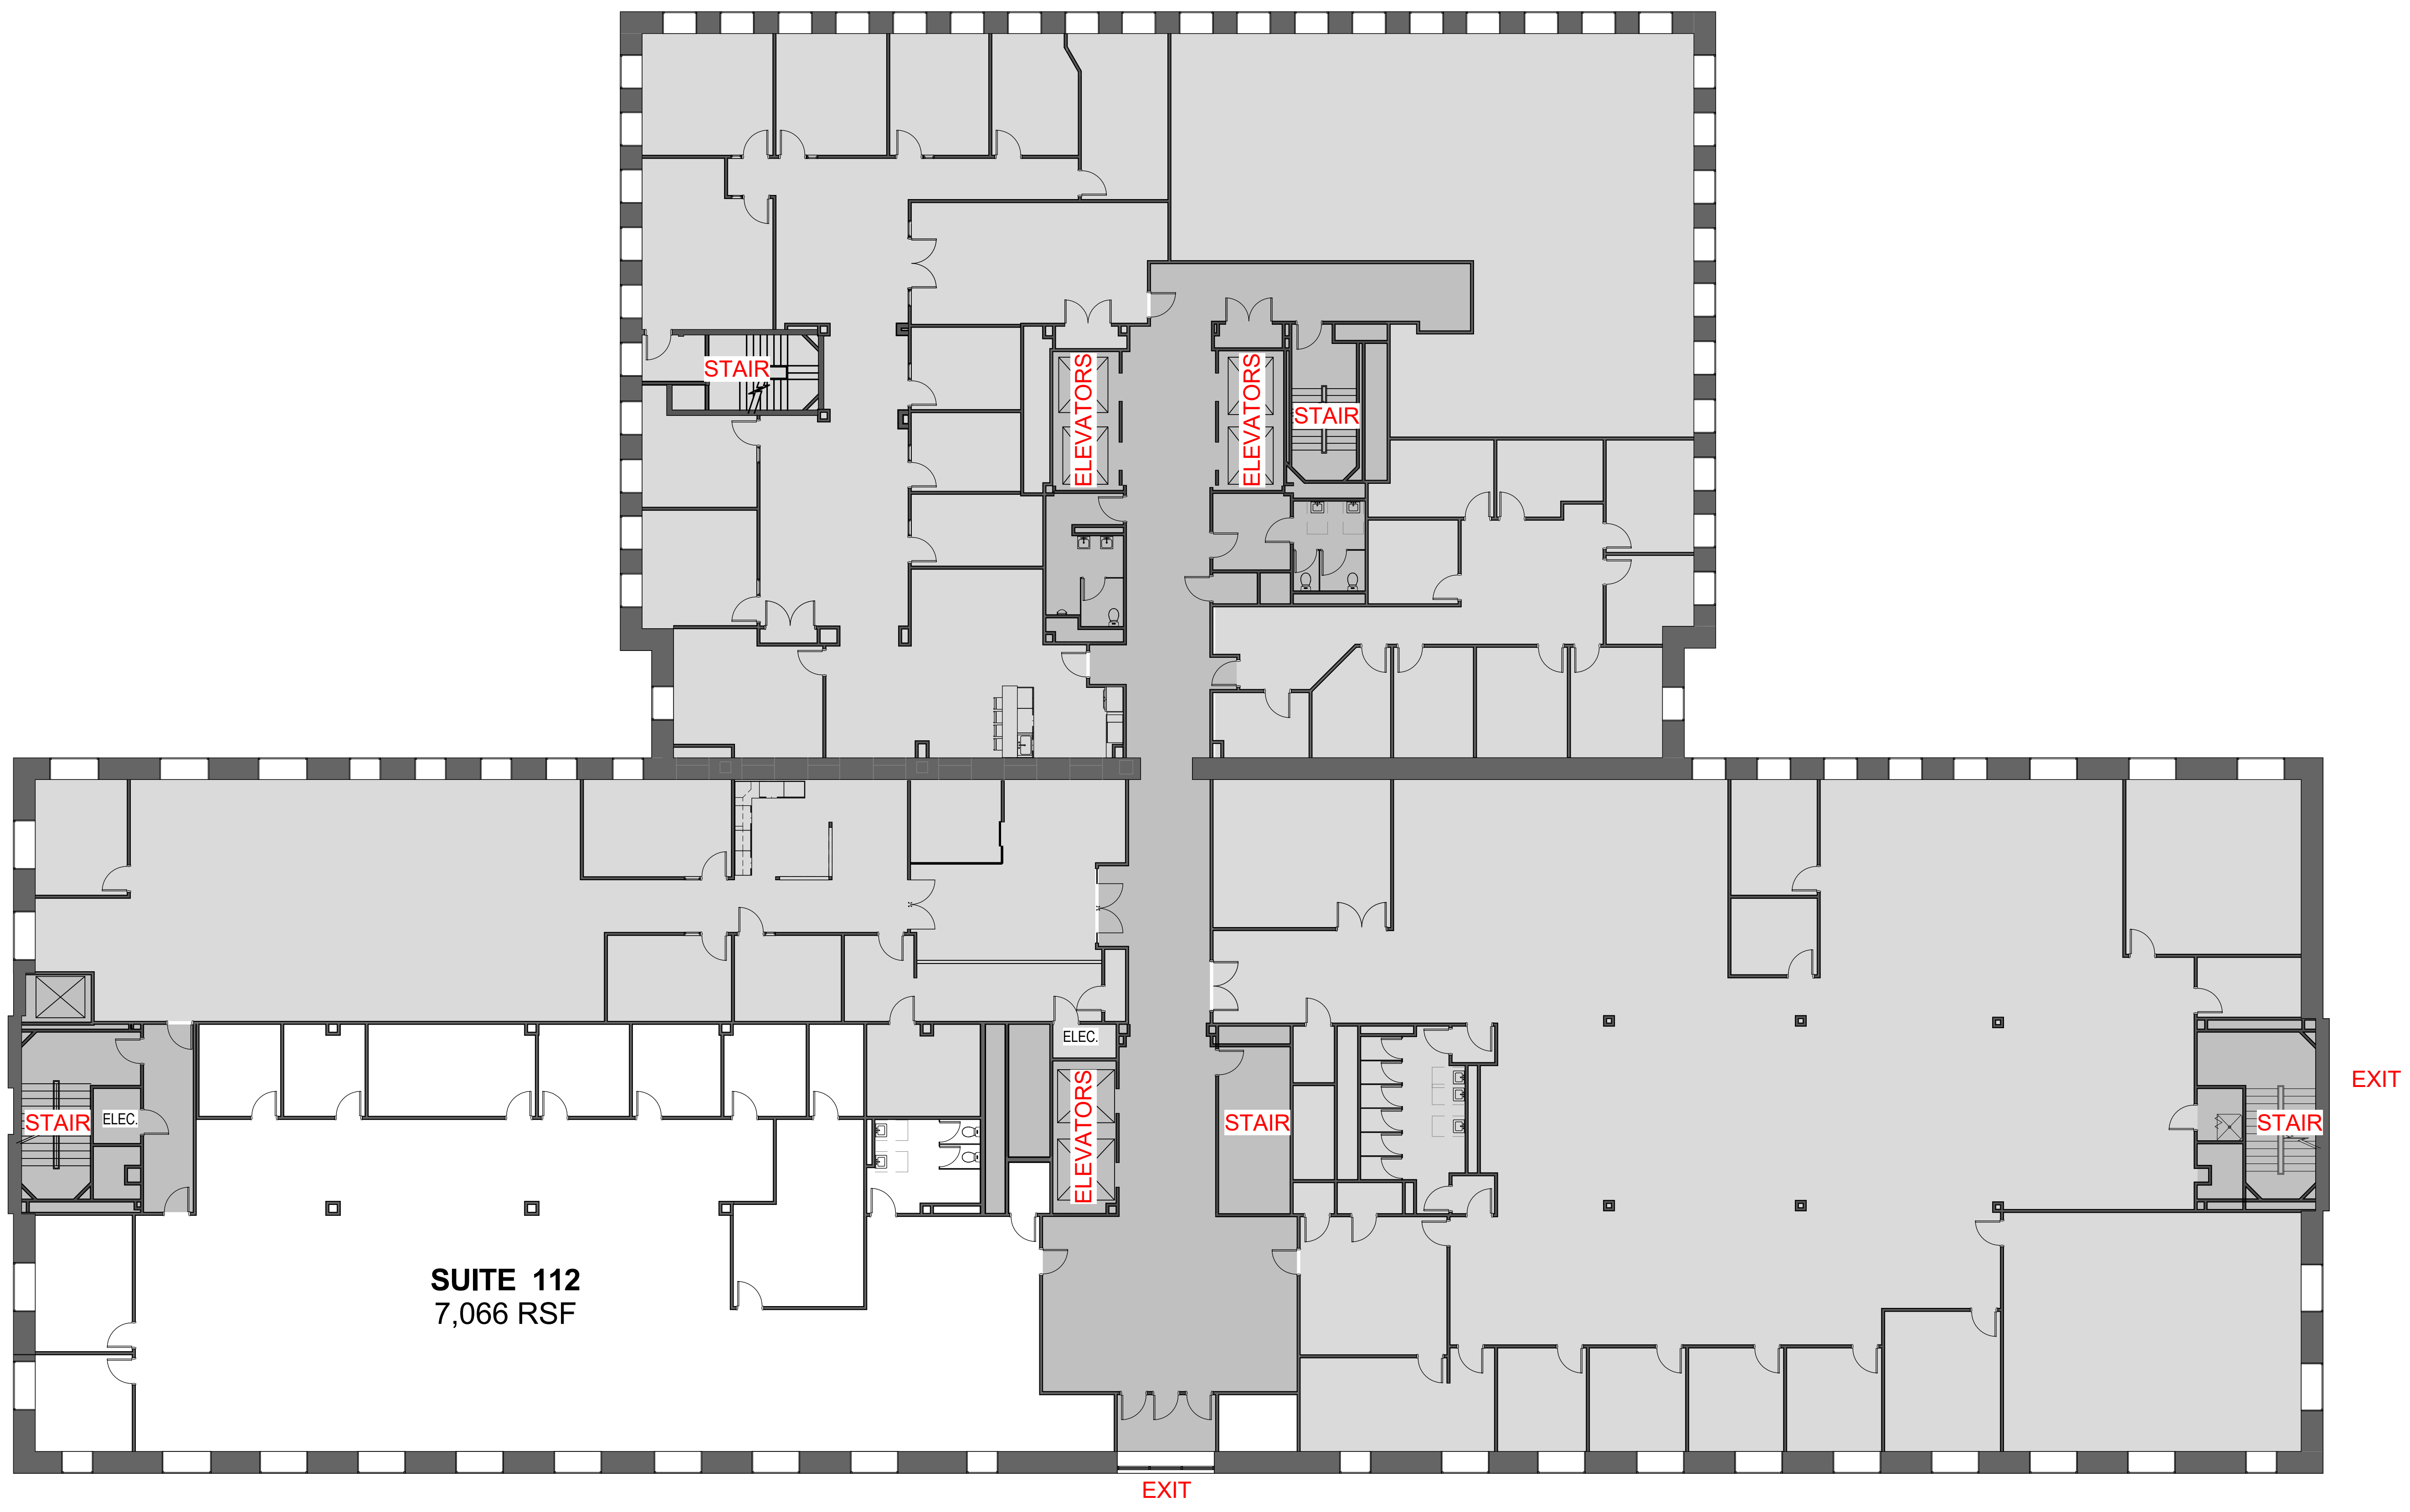 STAIR
ELEVATORS
ELEVATORS
STAIR
ELEC.
ELEVATORS
STAIR
ELEC.
STAIR
STAIR
EXIT
SUITE 112
7,066 RSF
EXIT